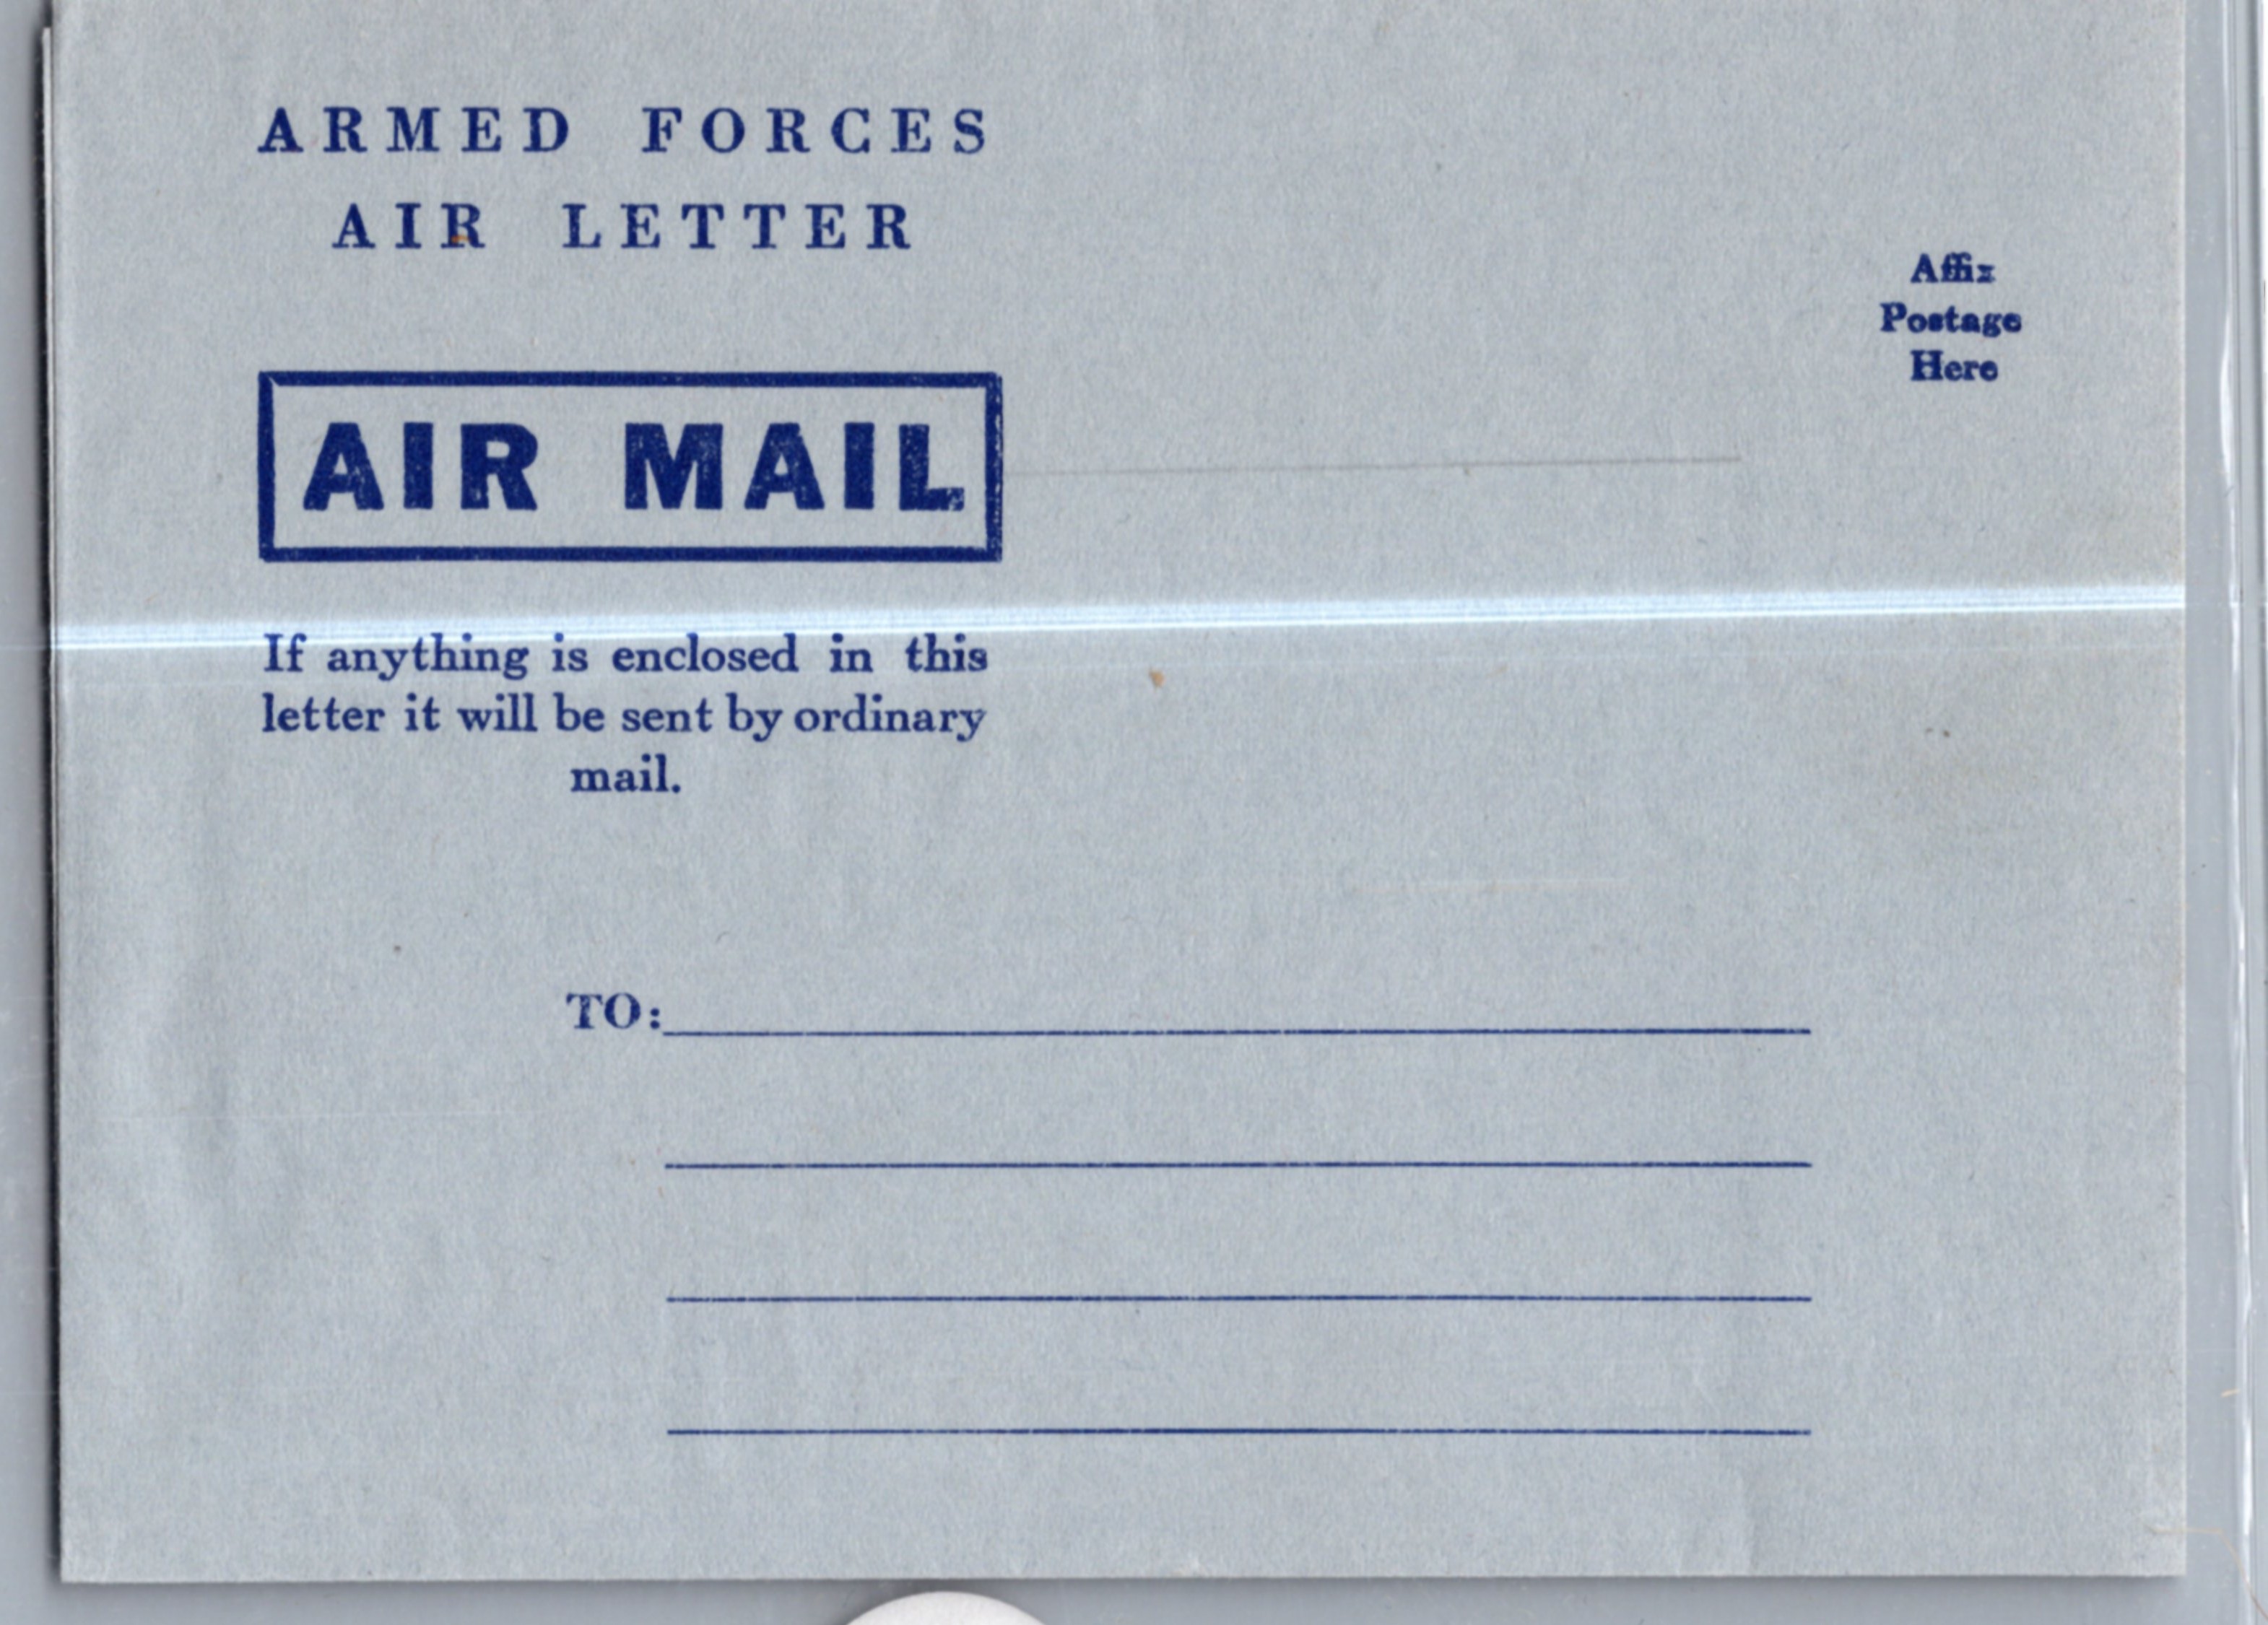 ARMED FORCES
AIR LETTER
Affix
Postage
Here
AIR MAIL
If anything is enclosed in this
letter it will be sent by ordinary
mail.
TO: